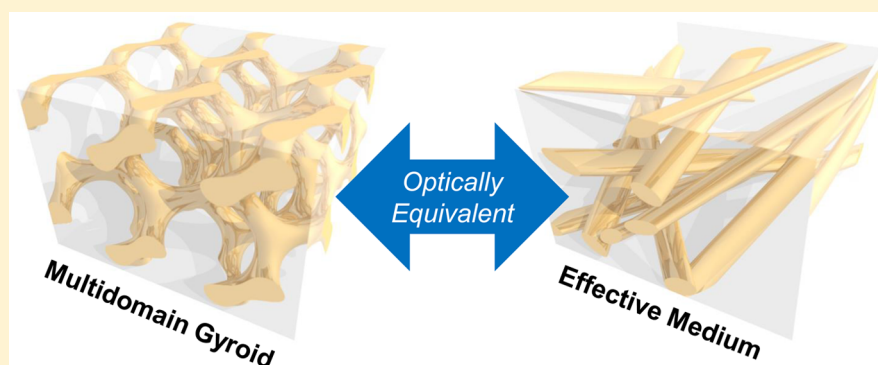 Optically
Equivalent
Multidomain Gyroid
Effective Medium